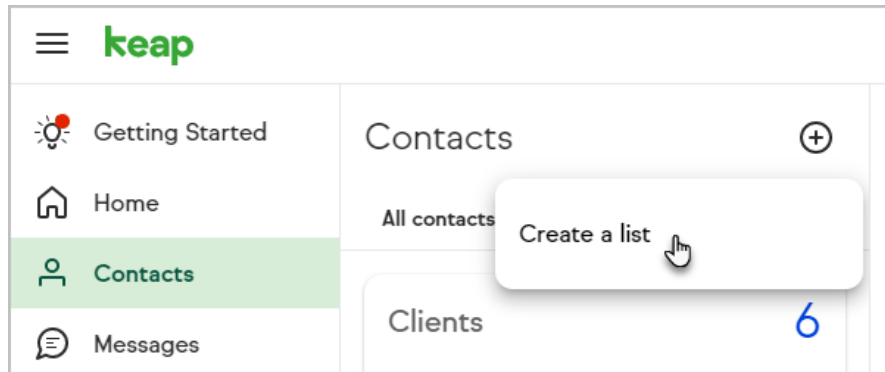 keap
Getting Started
Home
Contacts
Messages
Contacts
All contacts
Create a list
Clients
6